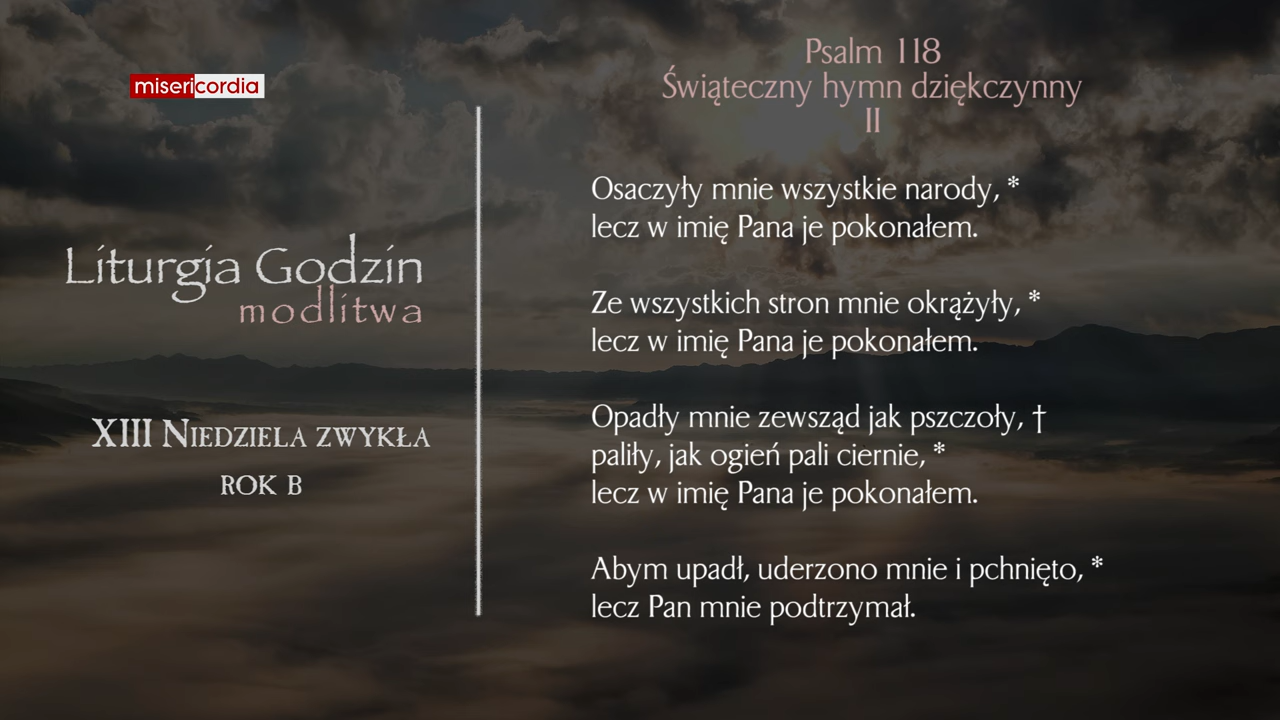 misericordia
Liturgia Godzin
modlitwa
XIII Niedziela zwykła
rok B
Psalm 118
Świąteczny hymn dziękczynny
II
Osaczyły mnie wszystkie narody, *
lecz w imię Pana je pokonałem.
Ze wszystkich stron mnie okrążyły, *
lecz w imię Pana je pokonałem.
Opadły mnie zewsząd jak pszczoły, †
paliły, jak ogień pali ciernie, *
lecz w imię Pana je pokonałem.
Abym upadł, uderzono mnie i pchnięto, *
lecz Pan mnie podtrzymał.